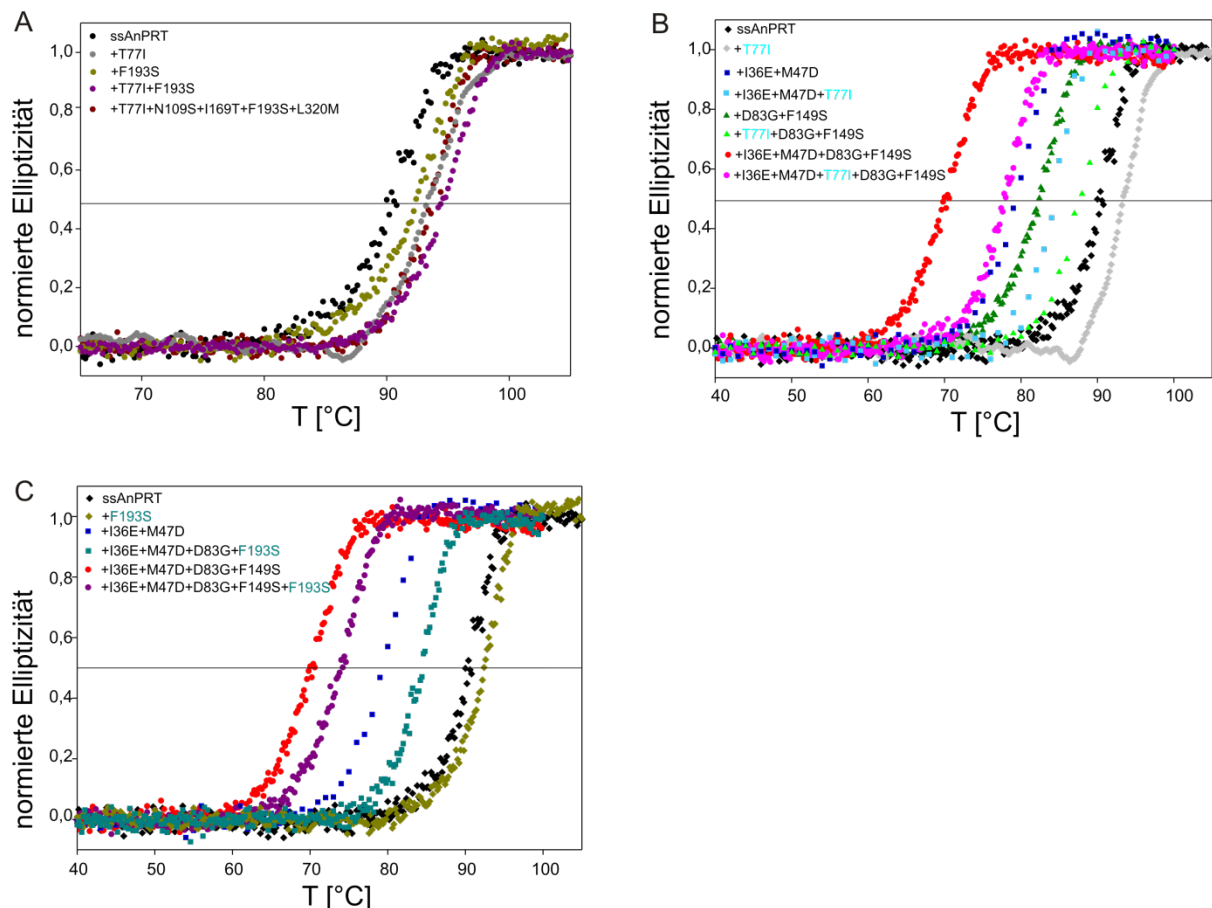 A
ssAnPRT
+T77I
+F193S
+T77I+F193S
+T77I+N109S+I169T+F193S+L320M
normierte Elliptizität
1,0
0,8
0,6
0,4
0,2
0,0
70
80
90
100
T [°C]
B
ssAnPRT
+T77I
+I36E+M47D
+I36E+M47D+T77I
+D83G+F149S
+T77I+D83G+F149S
+I36E+M47D+D83G+F149S
+I36E+M47D+T77I+D83G+F149S
normierte Elliptizität
1,0
0,8
0,6
0,4
0,2
0,0
40
50
60
70
80
90
100
T [°C]
C
ssAnPRT
+F193S
+I36E+M47D
+I36E+M47D+D83G+F193S
+I36E+M47D+D83G+F149S
+I36E+M47D+D83G+F149S+F193S
normierte Elliptizität
1,0
0,8
0,6
0,4
0,2
0,0
40
50
60
70
80
90
100
T [°C]